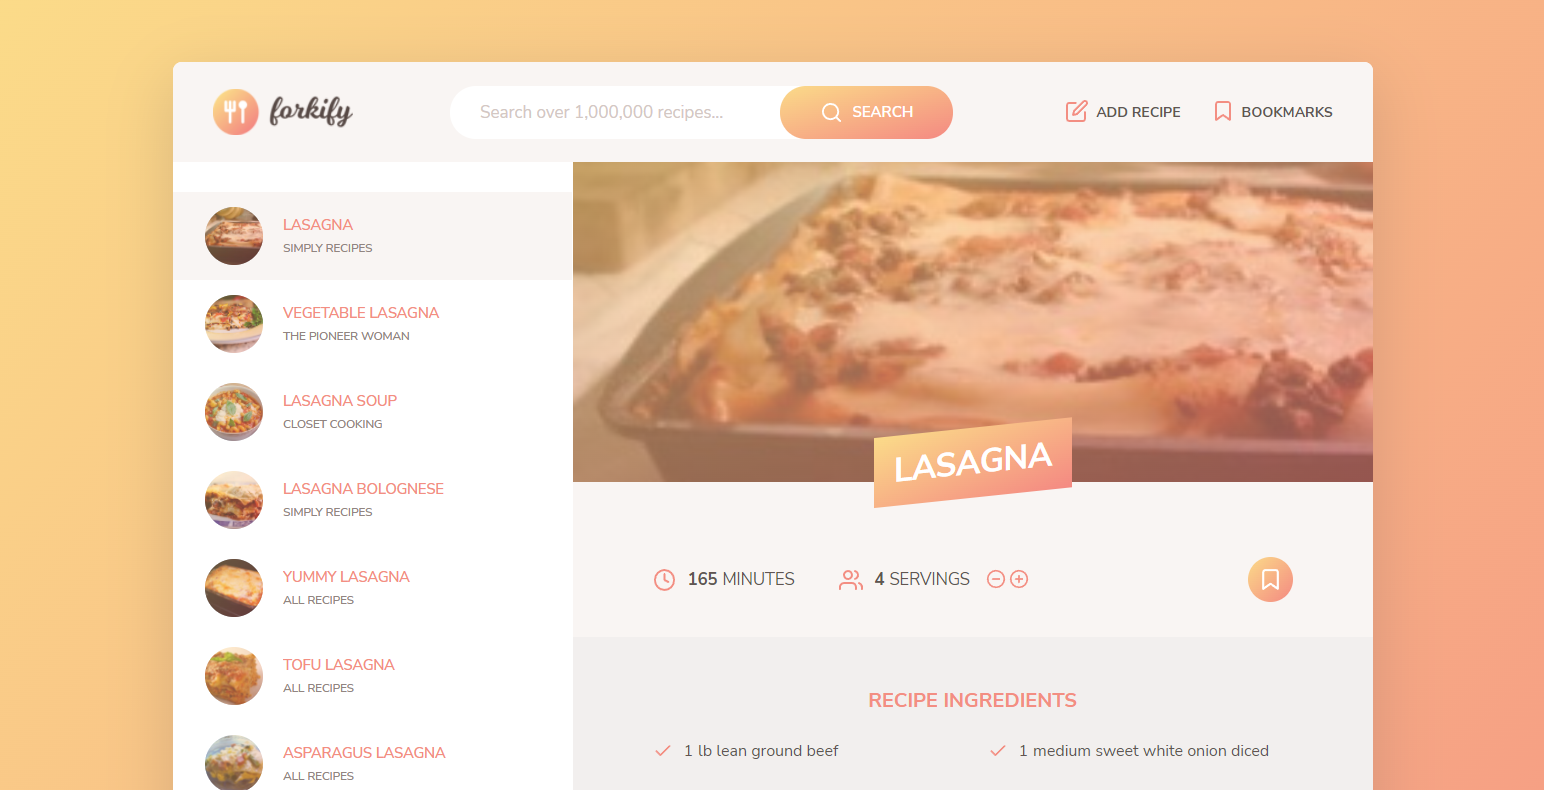 forkify
Search over 1,000,000 recipes...
SEARCH
ADD RECIPE
BOOKMARKS
LASAGNA
SIMPLY RECIPES
VEGETABLE LASAGNA
THE PIONEER WOMAN
LASAGNA SOUP
CLOSET COOKING
LASAGNA BOLOGNESE
SIMPLY RECIPES
YUMMY LASAGNA
ALL RECIPES
TOFU LASAGNA
ALL RECIPES
ASPARAGUS LASAGNA
ALL RECIPES
LASAGNA
165 MINUTES
4 SERVINGS
RECIPE INGREDIENTS
1 lb lean ground beef
1 medium sweet white onion diced